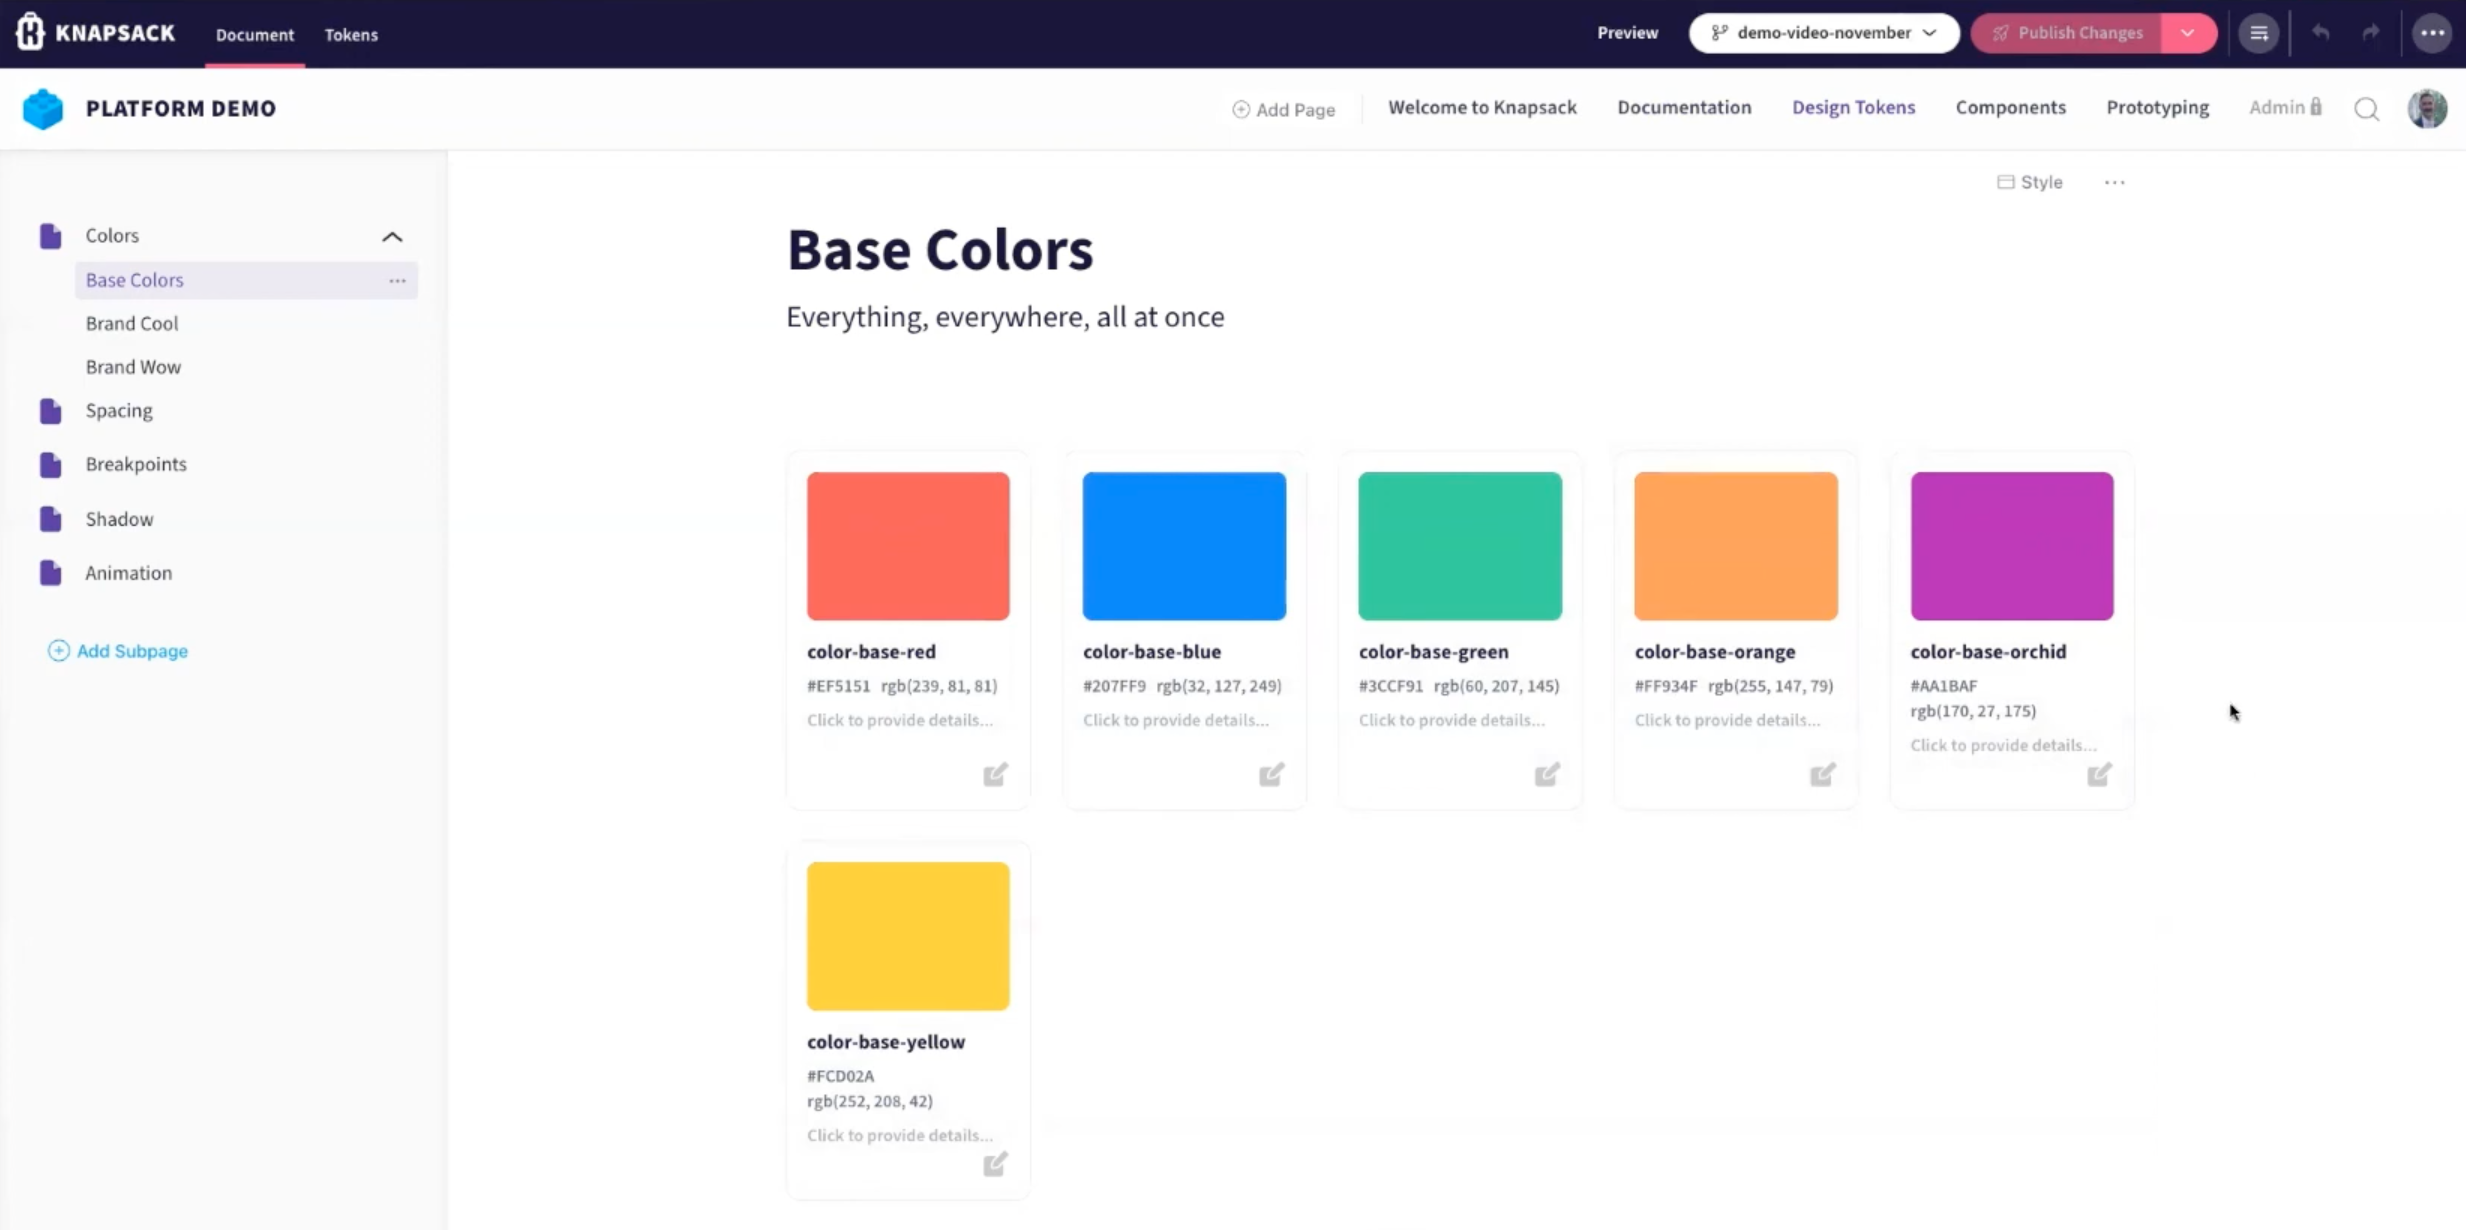 KNAPSACK
Document
Tokens
Preview
demo-video-november
Publish Changes
PLATFORM DEMO
Add Page
Welcome to Knapsack
Documentation
Design Tokens
Components
Prototyping
Admin
Style
Colors
Base Colors
Brand Cool
Brand Wow
Spacing
Breakpoints
Shadow
Animation
Add Subpage
Base Colors
Everything, everywhere, all at once
color-base-red
#EF5151 rgb(239, 81, 81)
Click to provide details...
color-base-blue
#207FF9 rgb(32, 127, 249)
Click to provide details...
color-base-green
#3CCF91 rgb(60, 207, 145)
Click to provide details...
color-base-orange
#FF934F rgb(255, 147, 79)
Click to provide details...
color-base-orchid
#AA1BAF
rgb(170, 27, 175)
Click to provide details...
color-base-yellow
#FCD02A
rgb(252, 208, 42)
Click to provide details...